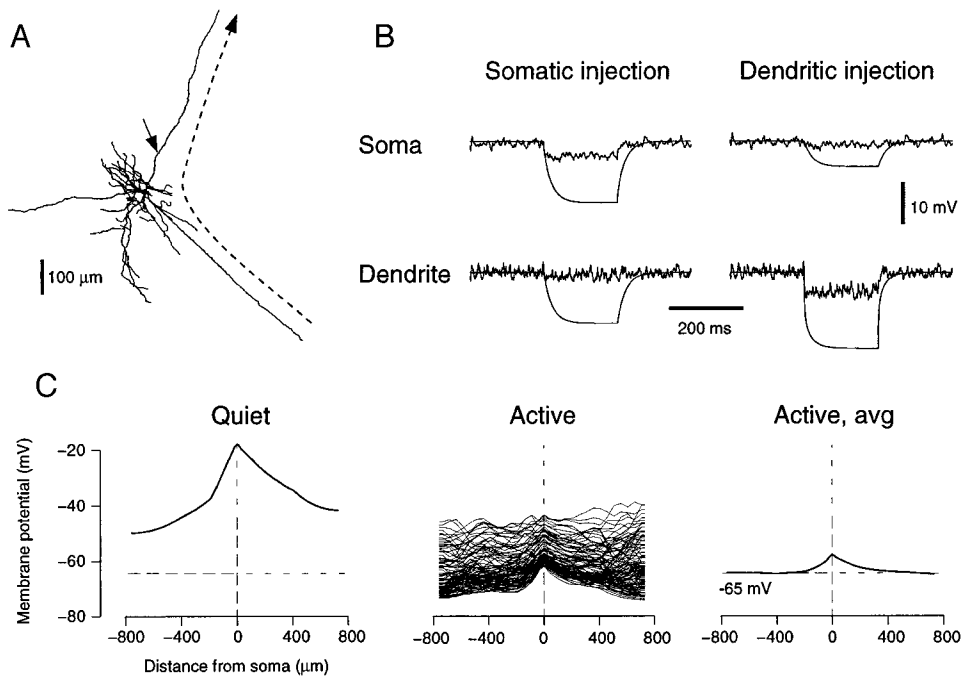 A
100 μm
B
Somatic injection
Dendritic injection
Soma
10 mV
Dendrite
200 ms
C
Quiet
Active
Active, avg
Membrane potential (mV)
−20
−40
−60
−80
-65 mV
−800 −400 0 400 800
−800 −400 0 400 800
−800 −400 0 400 800
Distance from soma (μm)